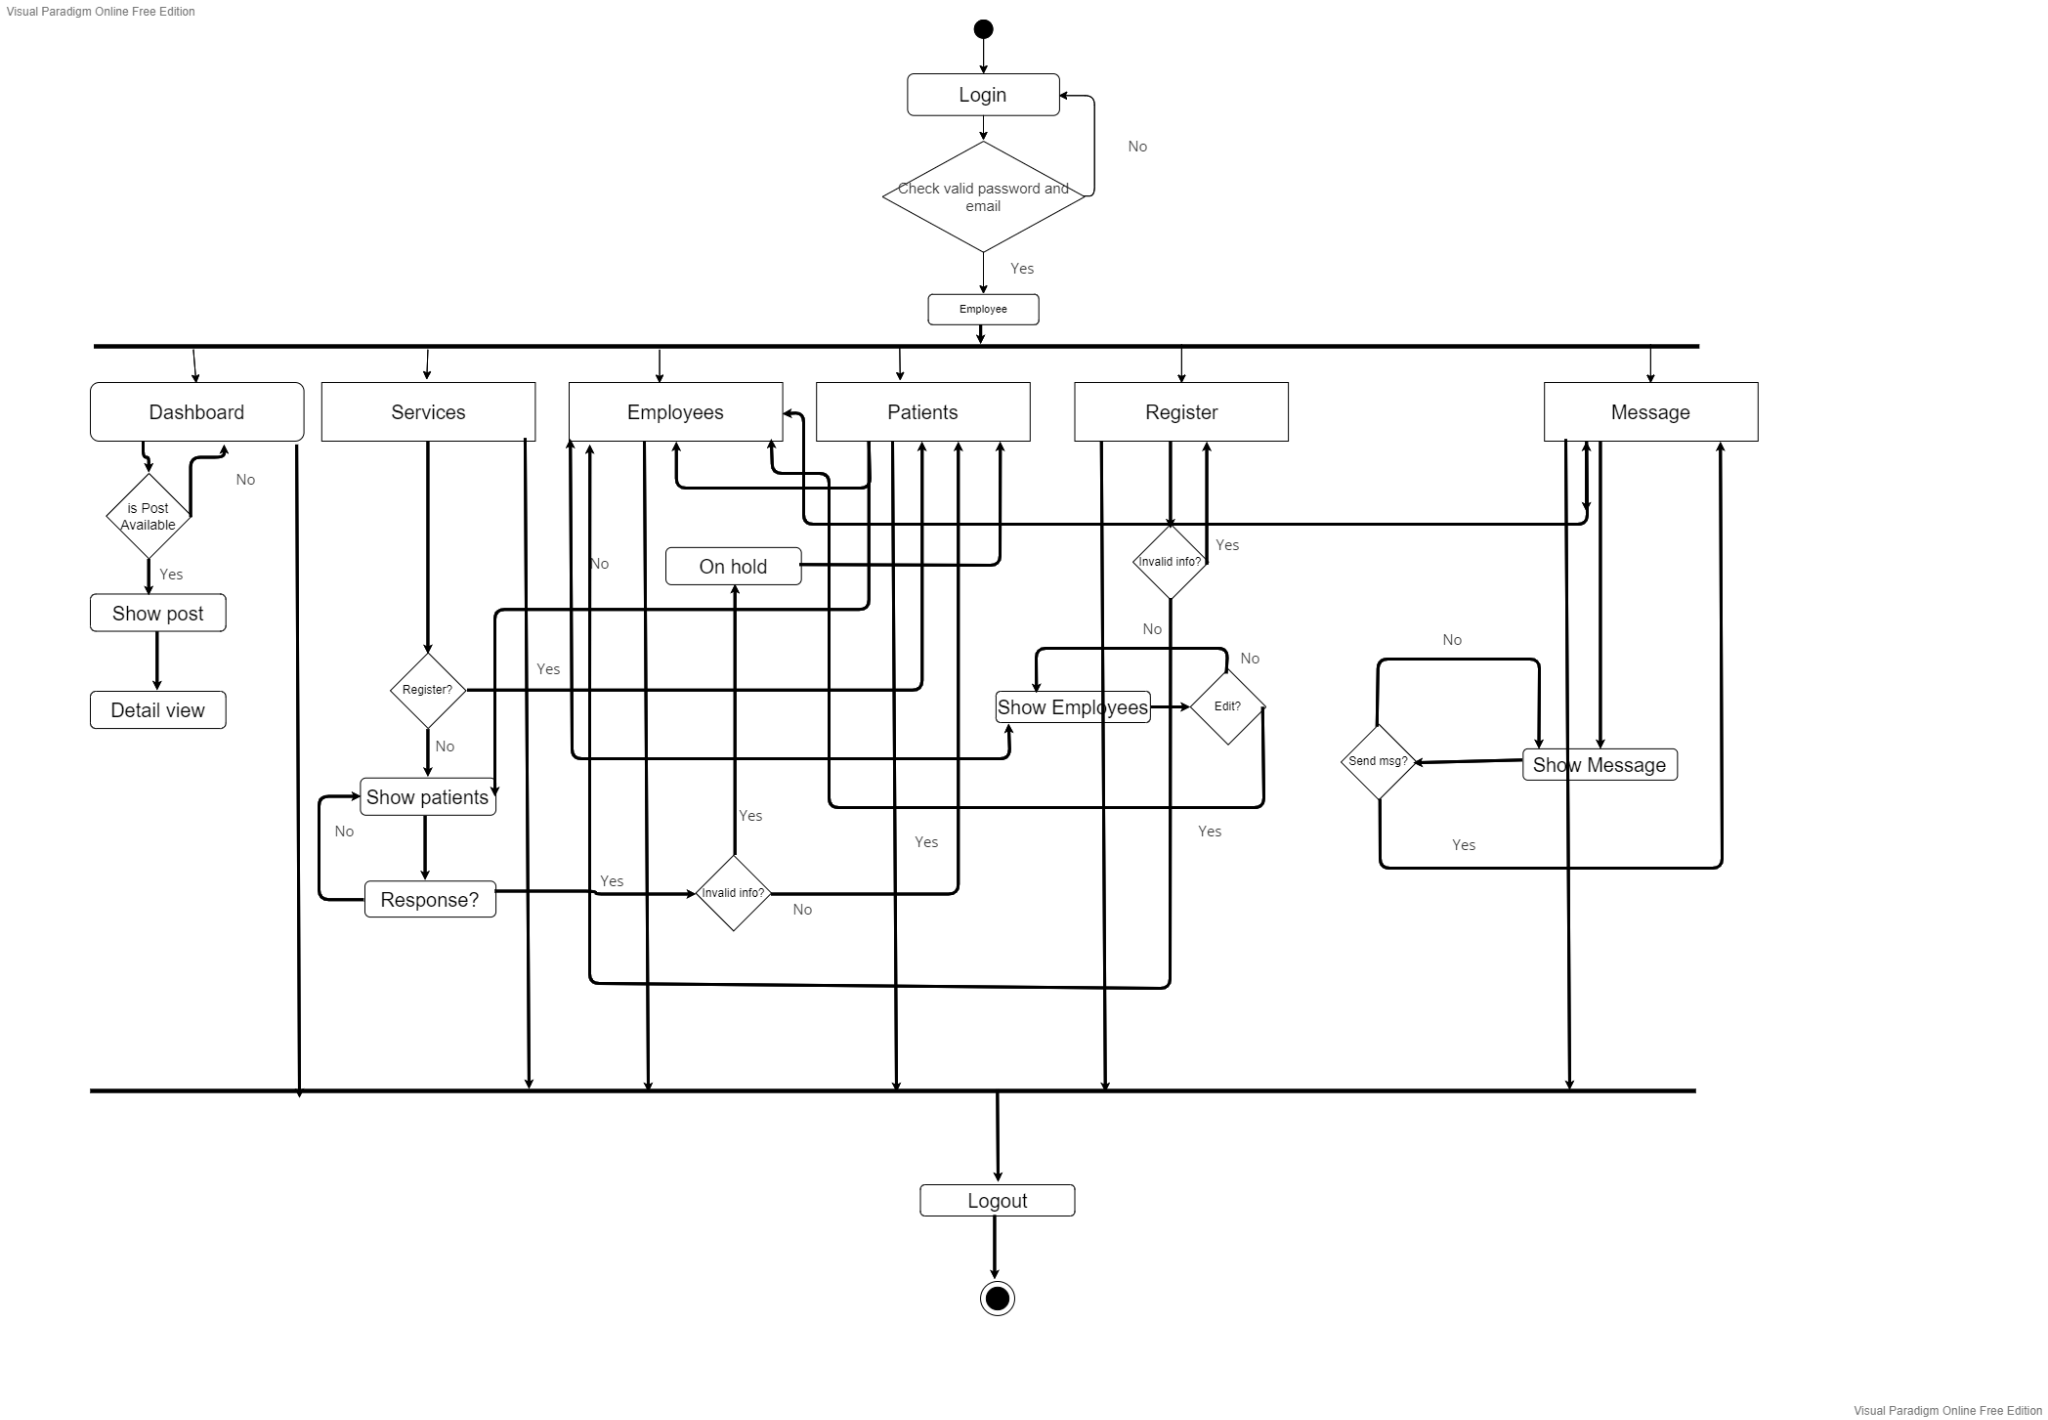 Visual Paradigm Online Free Edition
Login
No
Check valid password and
email
Yes
Employee
Dashboard
Services
Employees
Patients
Register
Message
No
is Post
Available
Yes
Invalid info?
Yes
On hold
No
Yes
Show post
No
No
Yes
No
Register?
Detail view
Show Employees
Edit?
No
Send msg?
Show Message
Show patients
No
Yes
Yes
Yes
Yes
Response?
Yes
Invalid info?
No
Logout
Visual Paradigm Online Free Edition